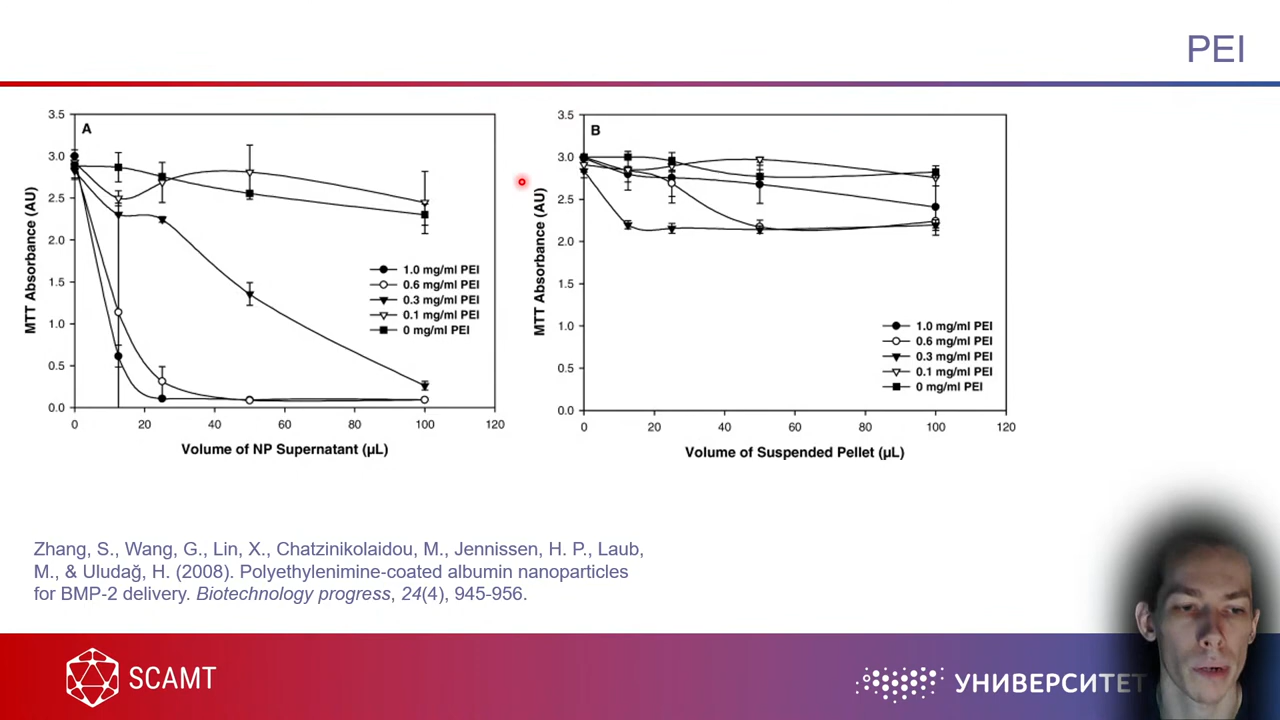 PEI
A
3.5
3.0
2.5
2.0
1.5
1.0
0.5
0.0
MTT Absorbance (AU)
1.0 mg/ml PEI
0.6 mg/ml PEI
0.3 mg/ml PEI
0.1 mg/ml PEI
0 mg/ml PEI
0 20 40 60 80 100 120
Volume of NP Supernatant (µL)
B
3.5
3.0
2.5
2.0
1.5
1.0
0.5
0.0
MTT Absorbance (AU)
1.0 mg/ml PEI
0.6 mg/ml PEI
0.3 mg/ml PEI
0.1 mg/ml PEI
0 mg/ml PEI
0 20 40 60 80 100 120
Volume of Suspended Pellet (µL)
Zhang, S., Wang, G., Lin, X., Chatzinikolaidou, M., Jennissen, H. P., Laub,
M., & Uludağ, H. (2008). Polyethylenimine-coated albumin nanoparticles
for BMP-2 delivery. Biotechnology progress, 24(4), 945-956.
SCAMT
УНИВЕРСИТЕТ